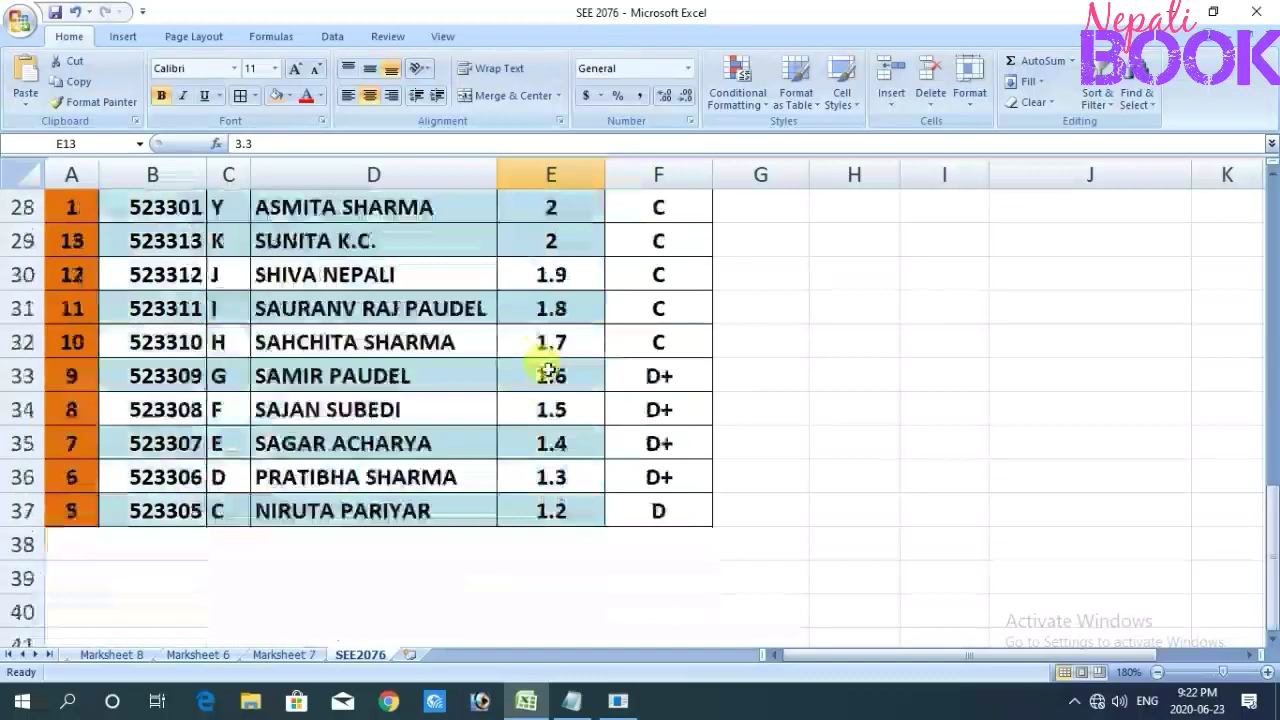 SEE 2076 - Microsoft Excel
Nepali
BOOK
Home Insert Page Layout Formulas Data Review View
Paste
Cut
Copy
Format Painter
Clipboard
Calibri 11
B I U
Font
Wrap Text
Merge & Center
Alignment
General
$ % ,
Number
Conditional Formatting
Format as Table
Cell Styles
Styles
Insert Delete Format
Cells
Σ AutoSum
Fill
Clear
Sort & Filter
Find & Select
Editing
E13 fx 3.3
A B C D E F G H I J K
28 1 523301 Y ASMITA SHARMA 2 C
29 13 523313 K SUNITA K.C. 2 C
30 12 523312 J SHIVA NEPALI 1.9 C
31 11 523311 I SAURANV RAJ PAUDEL 1.8 C
32 10 523310 H SAHCHITA SHARMA 1.7 C
33 9 523309 G SAMIR PAUDEL 1.6 D+
34 8 523308 F SAJAN SUBEDI 1.5 D+
35 7 523307 E SAGAR ACHARYA 1.4 D+
36 6 523306 D PRATIBHA SHARMA 1.3 D+
37 5 523305 C NIRUTA PARIYAR 1.2 D
38
39
40
41
Activate Windows
Go to Settings to activate Windows.
Marksheet 8 Marksheet 6 Marksheet 7 SEE2076
Ready 180%
ENG 9:22 PM
2020-06-23